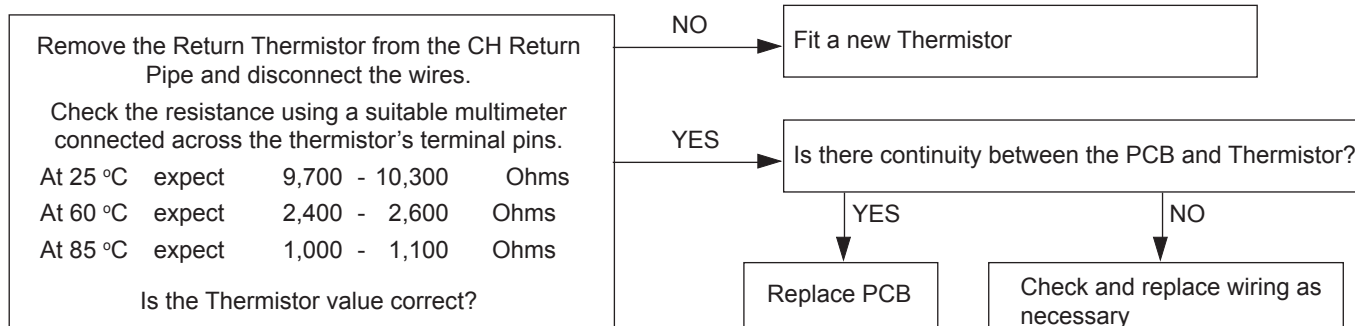 Remove the Return Thermistor from the CH Return
Pipe and disconnect the wires.
Check the resistance using a suitable multimeter
connected across the thermistor's terminal pins.
At 25 °C expect 9,700 - 10,300 Ohms
At 60 °C expect 2,400 - 2,600 Ohms
At 85 °C expect 1,000 - 1,100 Ohms
Is the Thermistor value correct?
NO
Fit a new Thermistor
YES
Is there continuity between the PCB and Thermistor?
YES
NO
Replace PCB
Check and replace wiring as
necessary